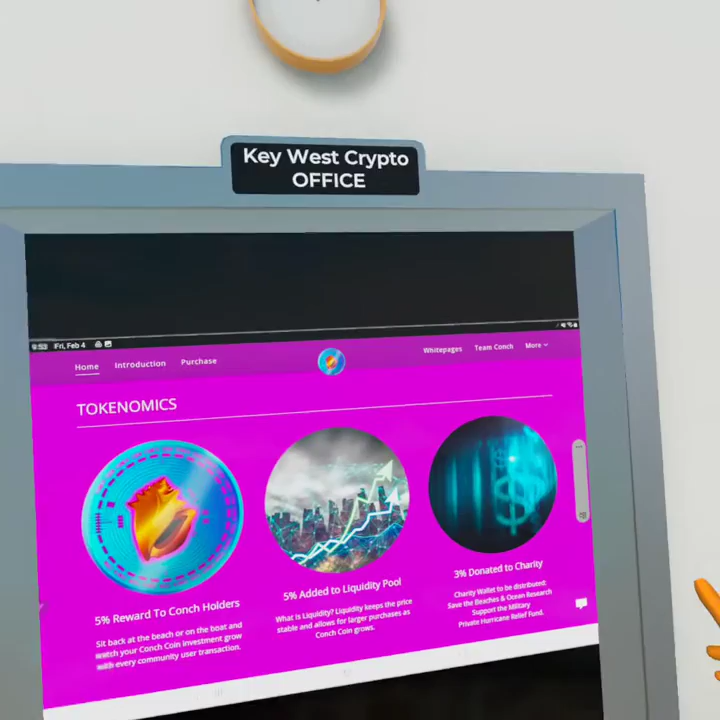 Key West Crypto
OFFICE
Fri, Feb 4
Home
Introduction
Purchase
Whitepages
Team Conch
More
TOKENOMICS
5% Reward To Conch Holders
Sit back at the beach or on the boat and
watch your Conch Coin investment grow
with every community user transaction.
5% Added to Liquidity Pool
What is Liquidity? Liquidity keeps the price
stable and allows for larger purchases as
Conch Coin grows.
3% Donated to Charity
Charity Wallet to be distributed:
Save the Beaches & Ocean Research
Support the Military
Private Hurricane Relief Fund.